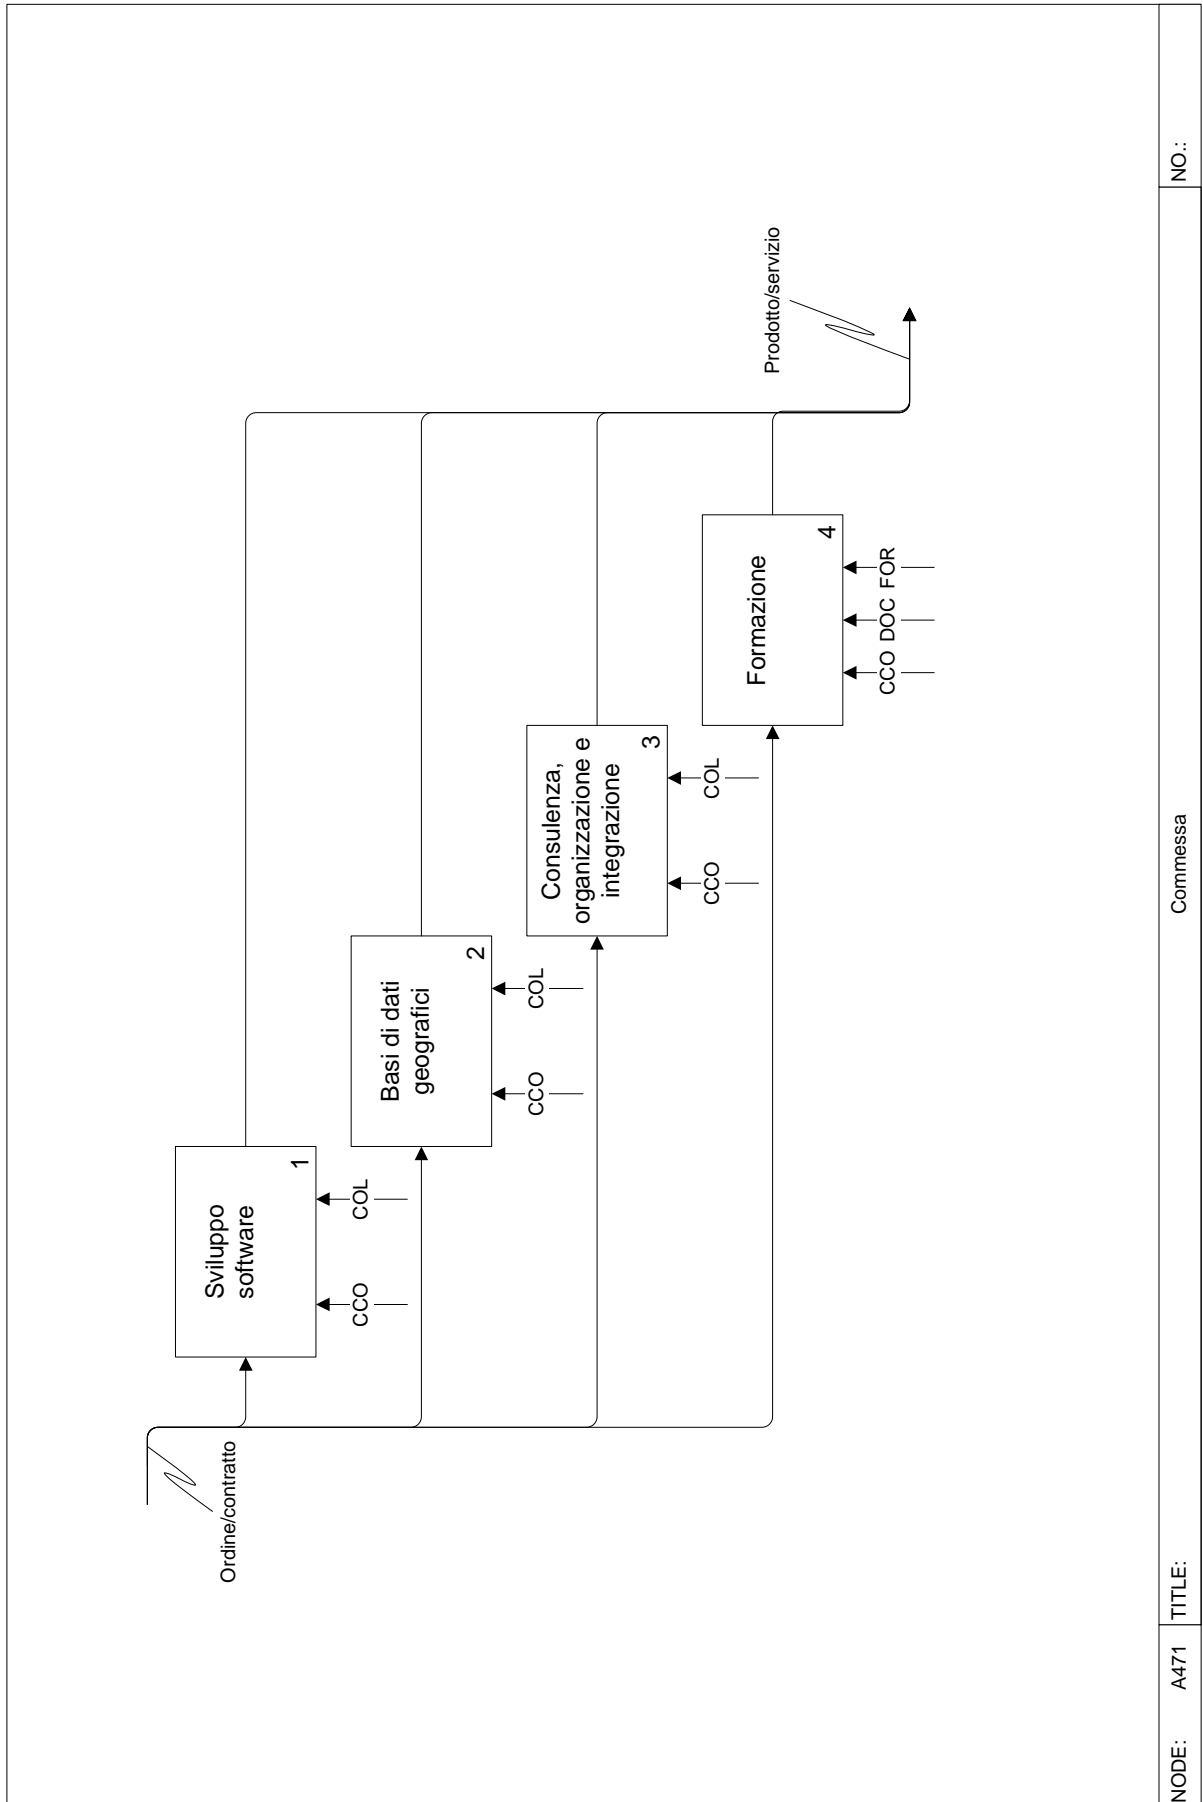 Ordine/contratto
Sviluppo
software
1
CCO
COL
Basi di dati
geografici
2
CCO
COL
Consulenza,
organizzazione e
integrazione
3
CCO
COL
Formazione
4
CCO DOC FOR
Prodotto/servizio
NODE: A471 TITLE: Commessa NO.: